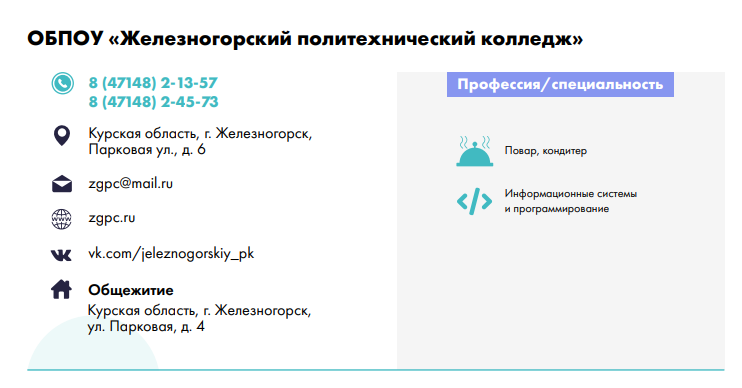 ОБПОУ «Железногорский политехнический колледж»
8 (47148) 2-13-57
8 (47148) 2-45-73
Курская область, г. Железногорск,
Парковая ул., д. 6
zgpc@mail.ru
www
zgpc.ru
vk.com/jeleznogorskiy_pk
Общежитие
Курская область, г. Железногорск,
ул. Парковая, д. 4
Профессия/специальность
Повар, кондитер
Информационные системы
и программирование